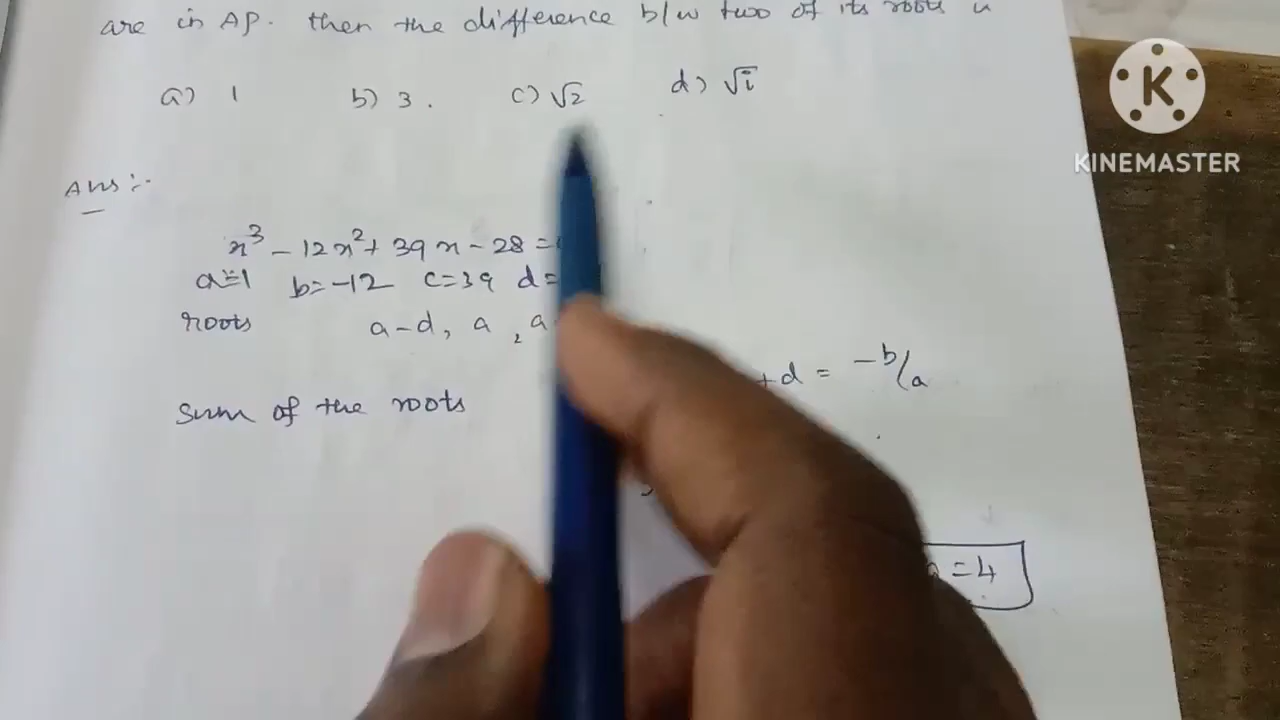 are in AP. then the difference b/w two of its roots is
a) 1 b) 3. c) √2 d) √i
Ans:-
x³ - 12x² + 39x - 28 =
a=1 b=-12 c=39 d=
roots a-d, a, a
+d = -b/a
sum of the roots
=4
K
KINEMASTER